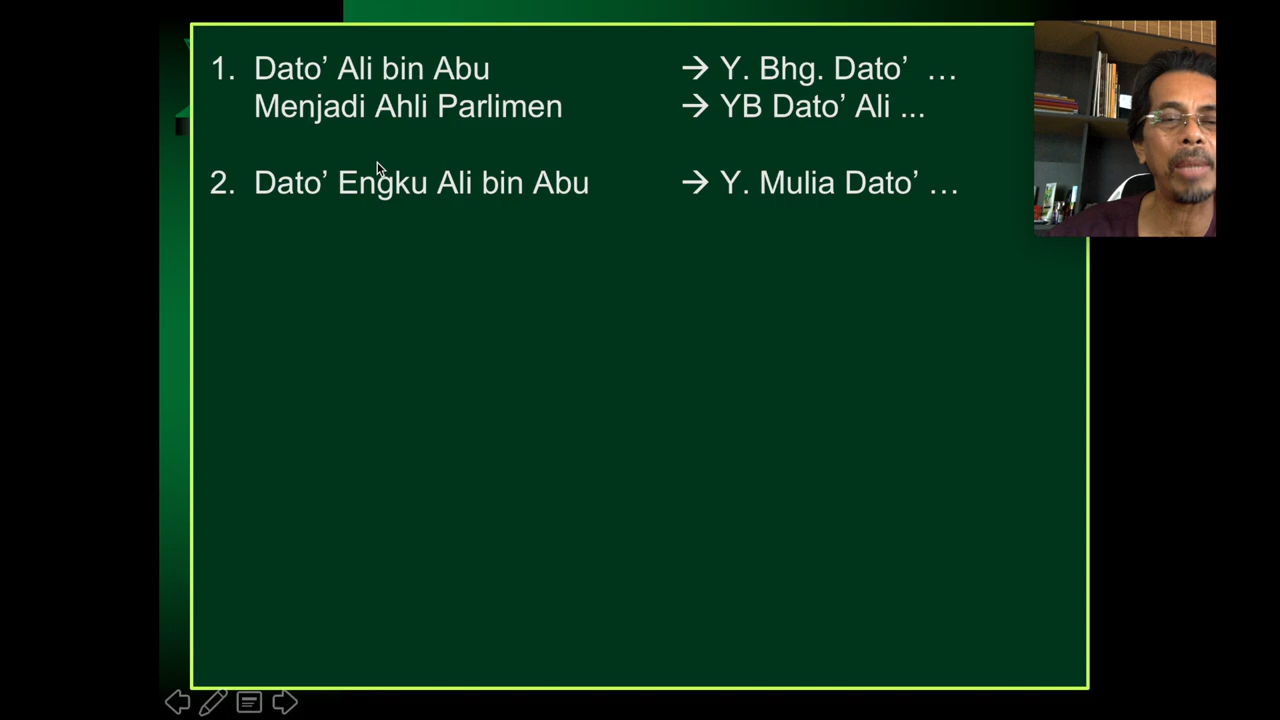 1. Dato’ Ali bin Abu → Y. Bhg. Dato’ …
Menjadi Ahli Parlimen → YB Dato’ Ali ...
2. Dato’ Engku Ali bin Abu → Y. Mulia Dato’ …